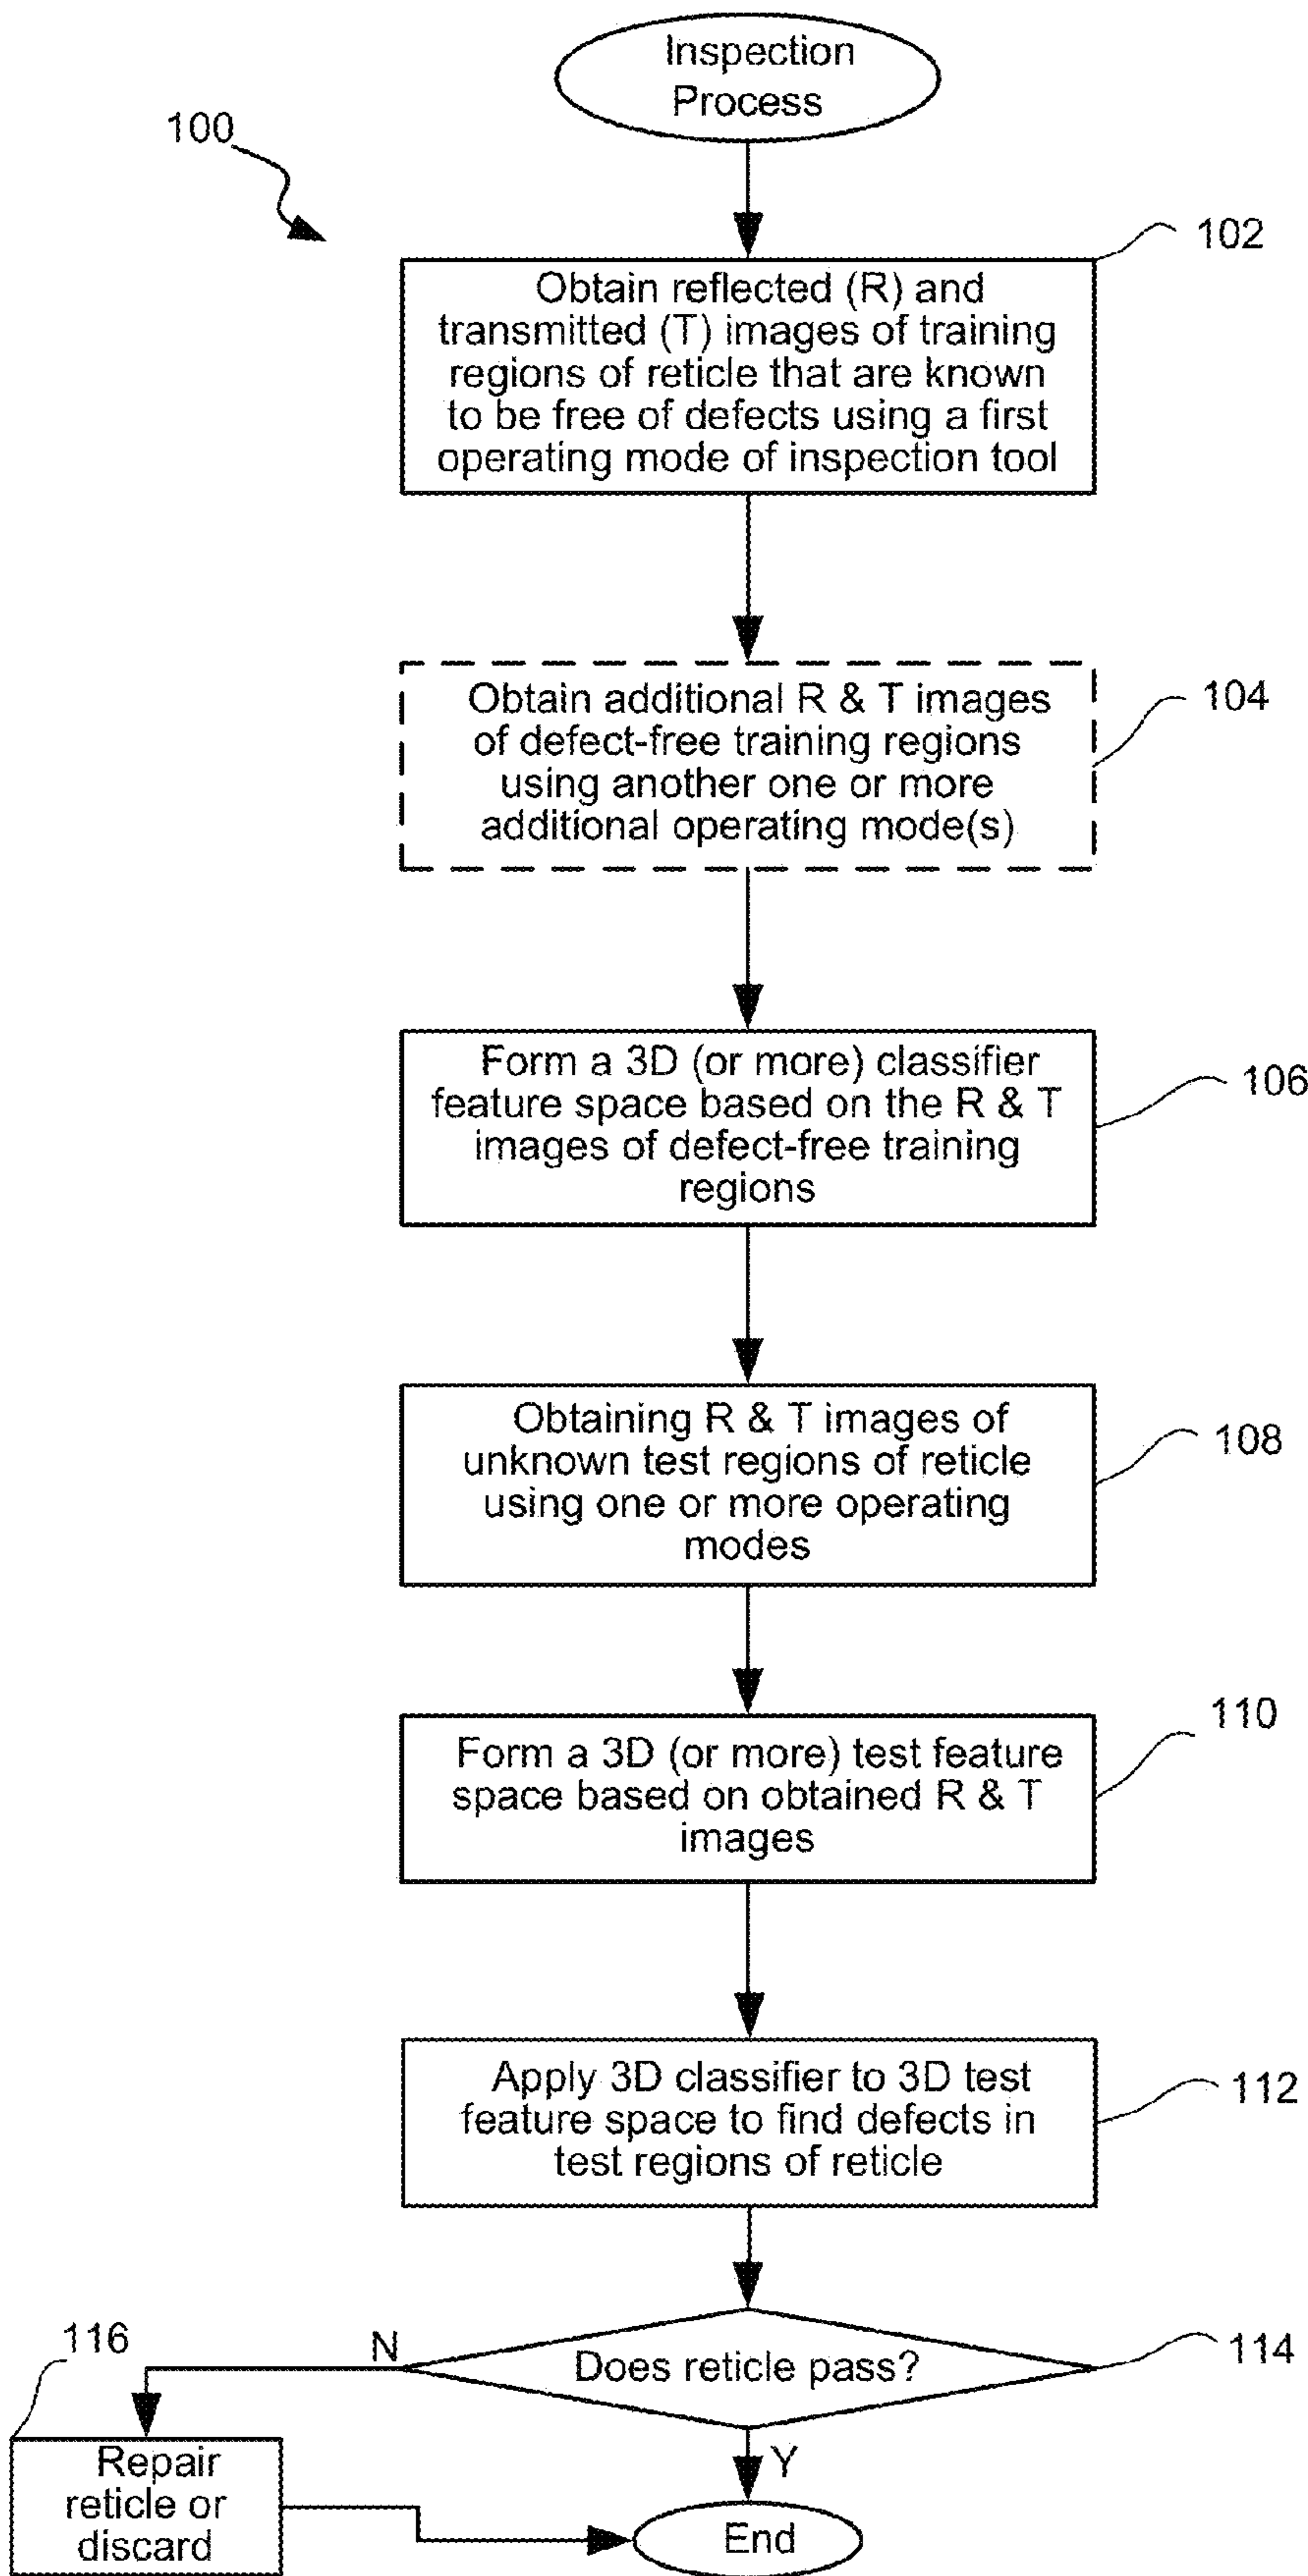 Inspection
Process
100
102
Obtain reflected (R) and
transmitted (T) images of training
regions of reticle that are known
to be free of defects using a first
operating mode of inspection tool
104
Obtain additional R & T images
of defect-free training regions
using another one or more
additional operating mode(s)
106
Form a 3D (or more) classifier
feature space based on the R & T
images of defect-free training
regions
108
Obtaining R & T images of
unknown test regions of reticle
using one or more operating
modes
110
Form a 3D (or more) test feature
space based on obtained R & T
images
112
Apply 3D classifier to 3D test
feature space to find defects in
test regions of reticle
114
Does reticle pass?
N
116
Repair
reticle or
discard
Y
End